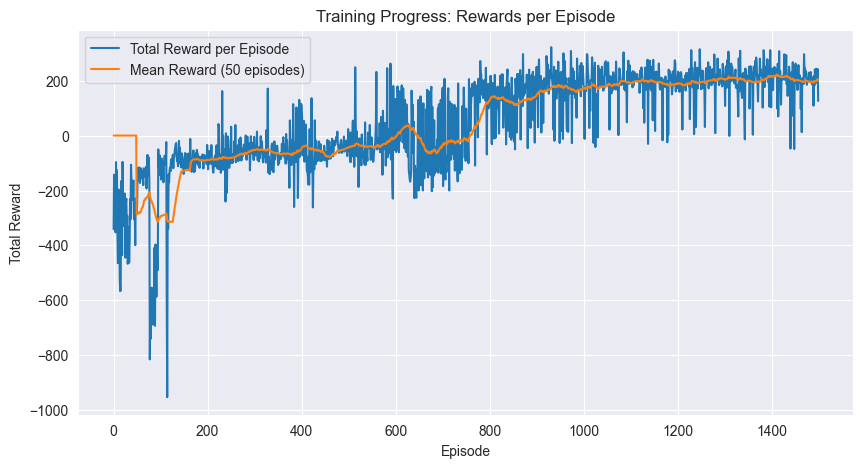 Training Progress: Rewards per Episode
Total Reward per Episode
Mean Reward (50 episodes)
Total Reward
200
0
−200
−400
−600
−800
−1000
0 200 400 600 800 1000 1200 1400
Episode